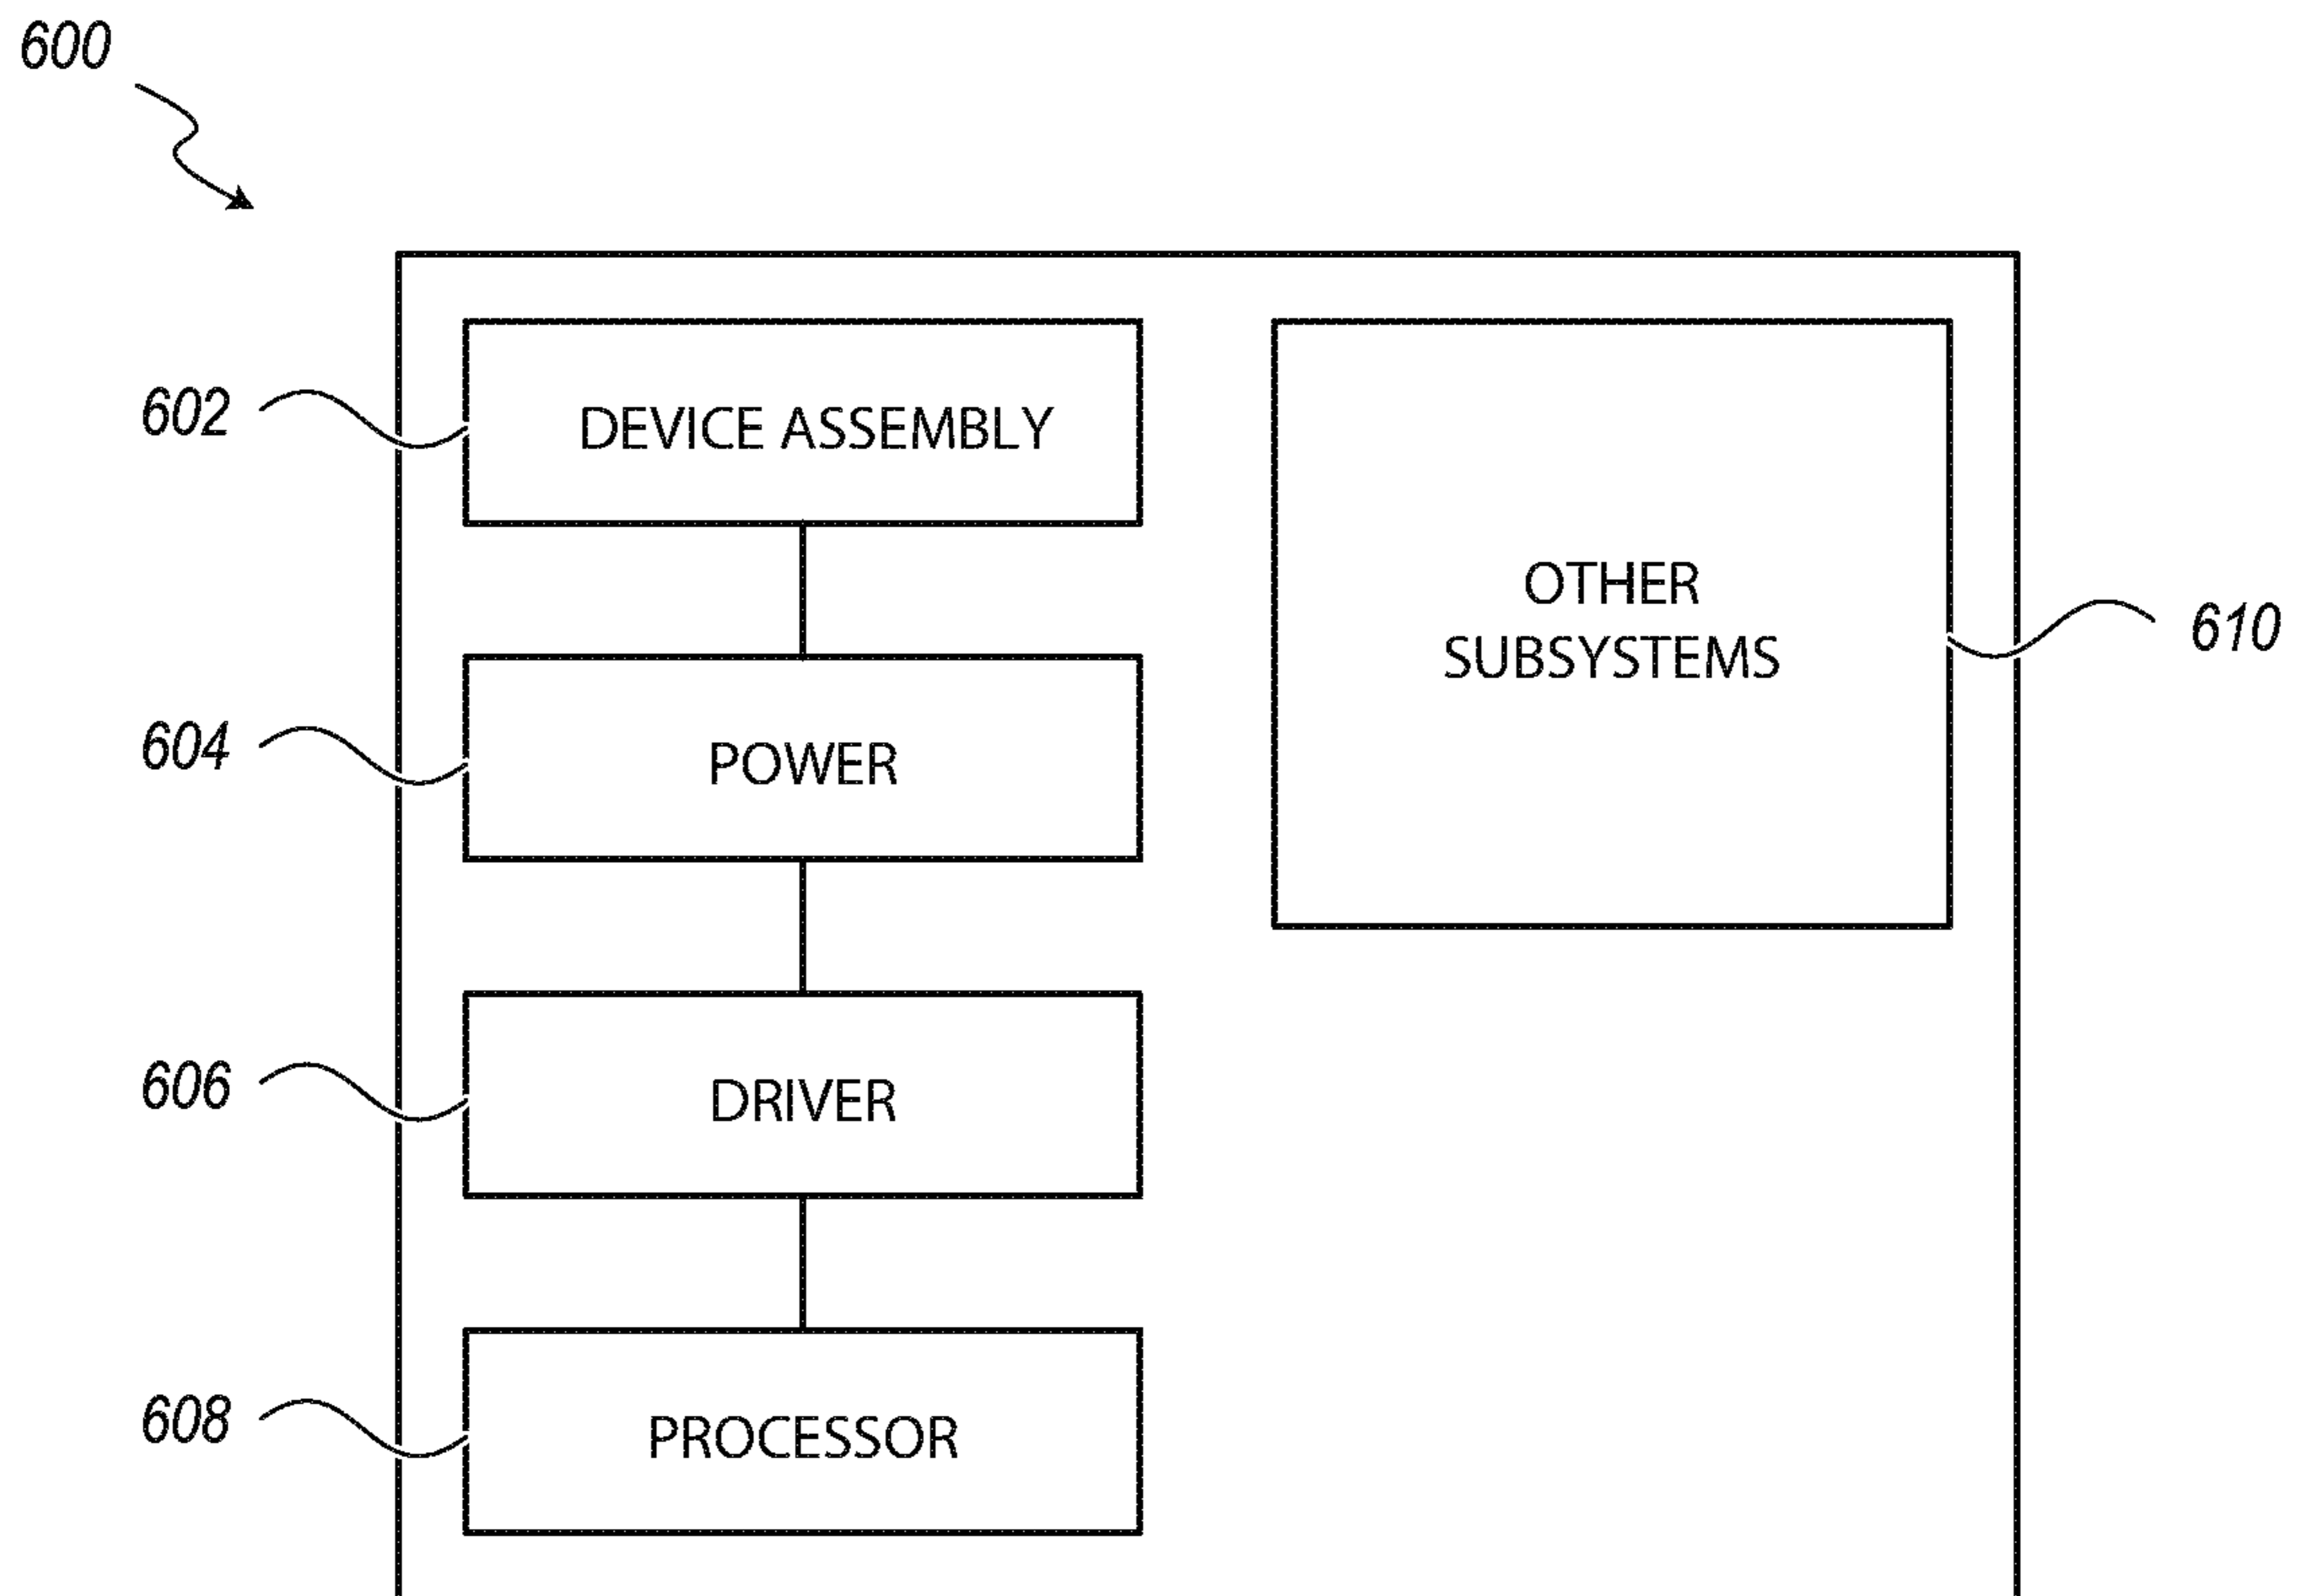 600
602
DEVICE ASSEMBLY
OTHER
SUBSYSTEMS
610
604
POWER
606
DRIVER
608
PROCESSOR